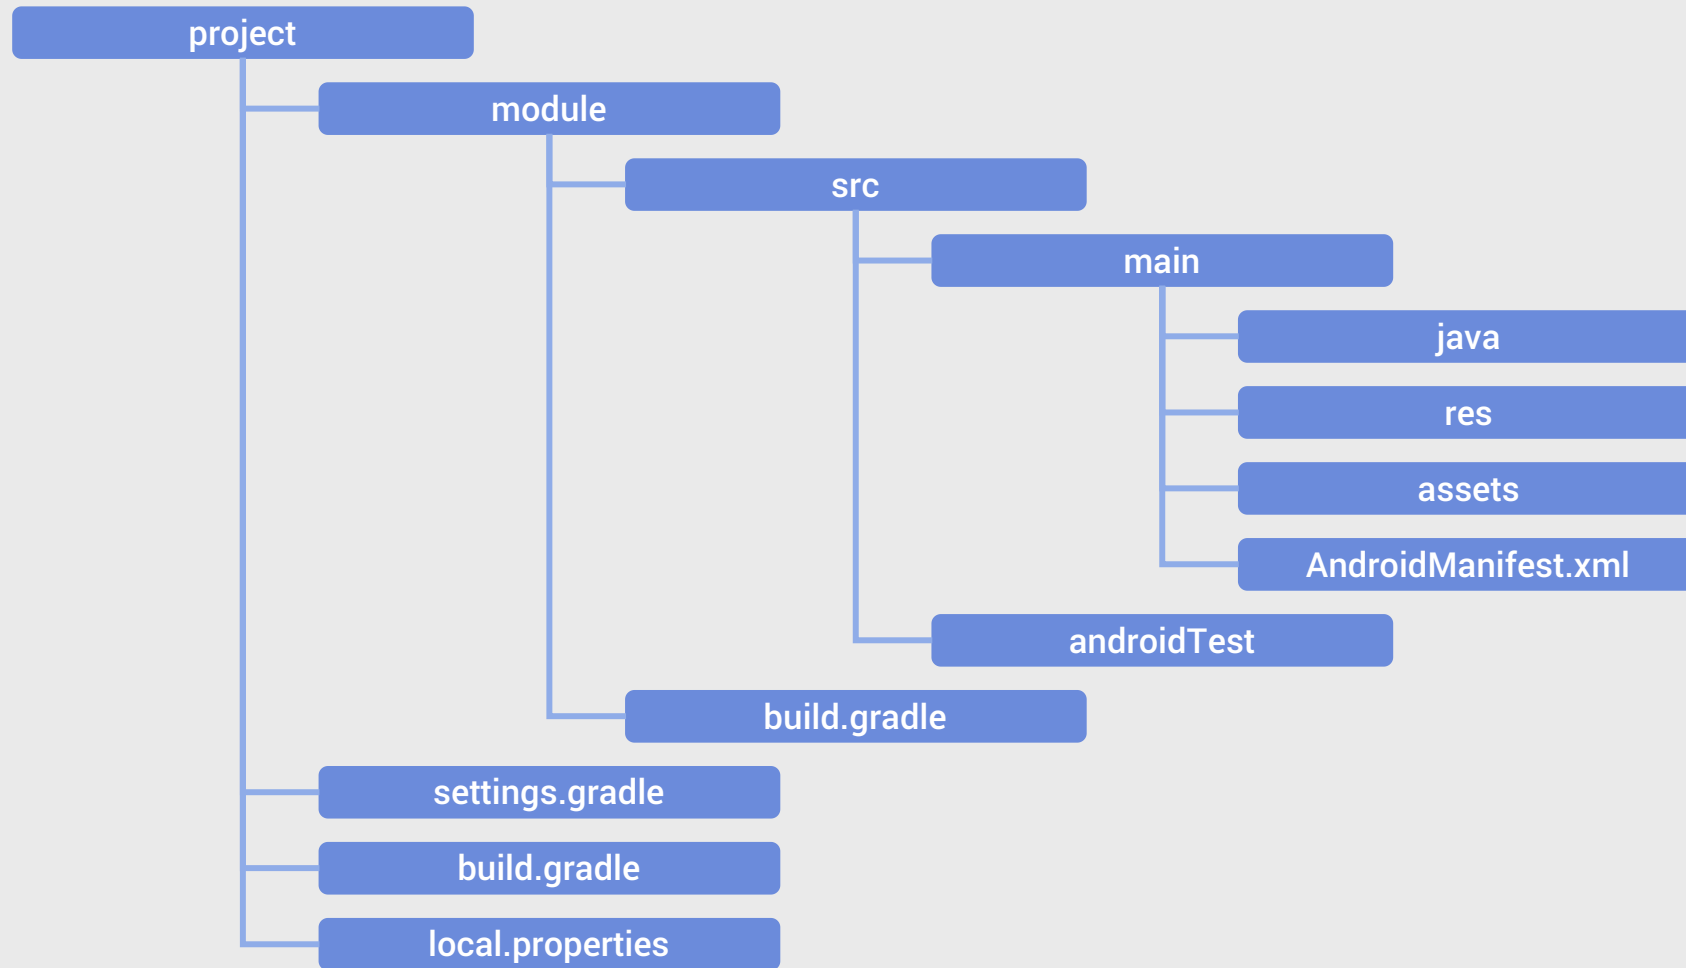 project
module
src
main
java
res
assets
AndroidManifest.xml
androidTest
build.gradle
settings.gradle
build.gradle
local.properties